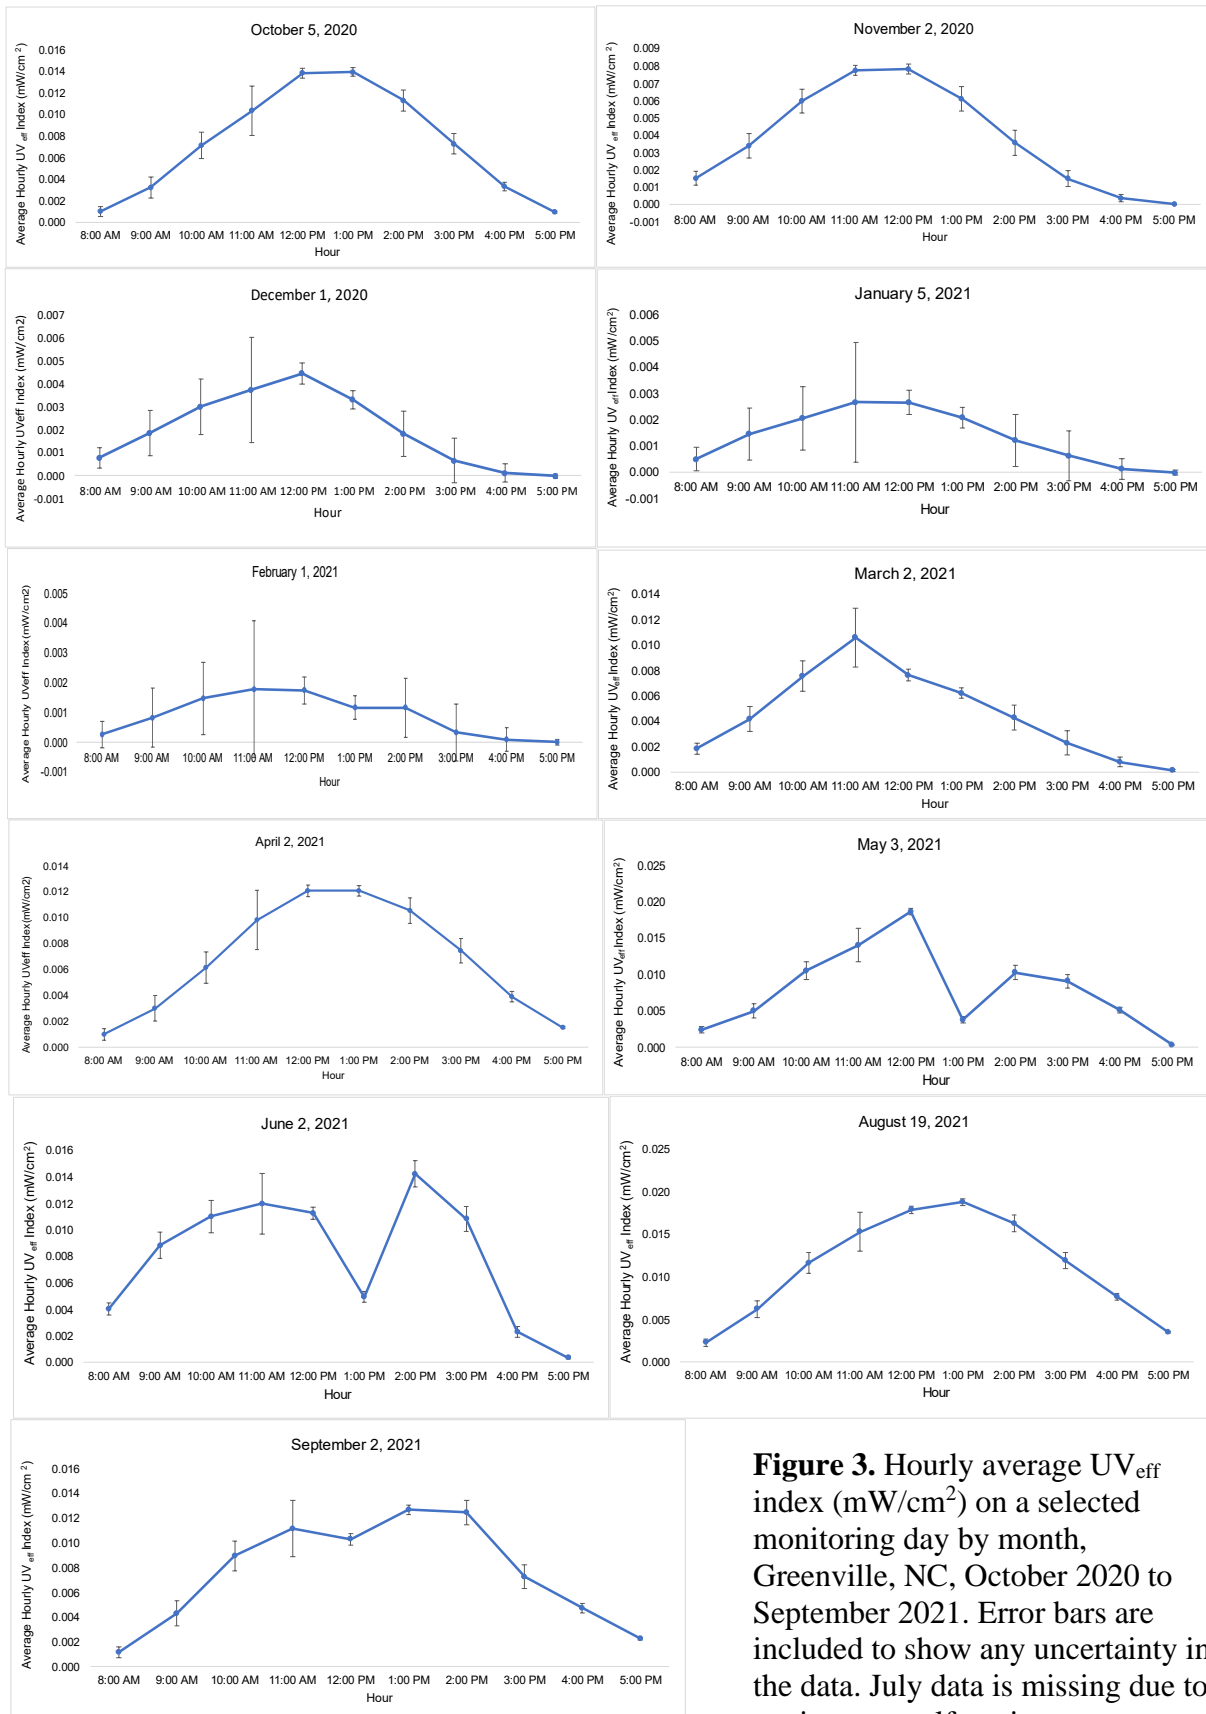 October 5, 2020
Average Hourly UV eff Index (mW/cm2)
0.016
0.014
0.012
0.010
0.008
0.006
0.004
0.002
0.000
8:00 AM 9:00 AM 10:00 AM 11:00 AM 12:00 PM 1:00 PM 2:00 PM 3:00 PM 4:00 PM 5:00 PM
Hour
November 2, 2020
Average Hourly UV eff Index (mW/cm2)
0.009
0.008
0.007
0.006
0.005
0.004
0.003
0.002
0.001
0.000
-0.001
8:00 AM 9:00 AM 10:00 AM 11:00 AM 12:00 PM 1:00 PM 2:00 PM 3:00 PM 4:00 PM 5:00 PM
Hour
December 1, 2020
Average Hourly UVeff Index (mW/cm2)
0.007
0.006
0.005
0.004
0.003
0.002
0.001
0.000
-0.001
8:00 AM 9:00 AM 10:00 AM 11:00 AM 12:00 PM 1:00 PM 2:00 PM 3:00 PM 4:00 PM 5:00 PM
Hour
January 5, 2021
Average Hourly UV eff Index (mW/cm2)
0.006
0.005
0.004
0.003
0.002
0.001
0.000
-0.001
8:00 AM 9:00 AM 10:00 AM 11:00 AM 12:00 PM 1:00 PM 2:00 PM 3:00 PM 4:00 PM 5:00 PM
Hour
February 1, 2021
Average Hourly UVeff Index (mW/cm2)
0.005
0.004
0.003
0.002
0.001
0.000
-0.001
8:00 AM 9:00 AM 10:00 AM 11:00 AM 12:00 PM 1:00 PM 2:00 PM 3:00 PM 4:00 PM 5:00 PM
Hour
March 2, 2021
Average Hourly UVeff Index (mW/cm2)
0.014
0.012
0.010
0.008
0.006
0.004
0.002
0.000
8:00 AM 9:00 AM 10:00 AM 11:00 AM 12:00 PM 1:00 PM 2:00 PM 3:00 PM 4:00 PM 5:00 PM
Hour
April 2, 2021
Average Hourly UVeff Index(mW/cm2)
0.014
0.012
0.010
0.008
0.006
0.004
0.002
0.000
8:00 AM 9:00 AM 10:00 AM 11:00 AM 12:00 PM 1:00 PM 2:00 PM 3:00 PM 4:00 PM 5:00 PM
Hour
May 3, 2021
Average Hourly UVeff Index (mW/cm2)
0.025
0.020
0.015
0.010
0.005
0.000
8:00 AM 9:00 AM 10:00 AM 11:00 AM 12:00 PM 1:00 PM 2:00 PM 3:00 PM 4:00 PM 5:00 PM
Hour
June 2, 2021
Average Hourly UV eff Index (mW/cm2)
0.016
0.014
0.012
0.010
0.008
0.006
0.004
0.002
0.000
8:00 AM 9:00 AM 10:00 AM 11:00 AM 12:00 PM 1:00 PM 2:00 PM 3:00 PM 4:00 PM 5:00 PM
Hour
August 19, 2021
Average Hourly UV eff Index (mW/cm2)
0.025
0.020
0.015
0.010
0.005
0.000
8:00 AM 9:00 AM 10:00 AM 11:00 AM 12:00 PM 1:00 PM 2:00 PM 3:00 PM 4:00 PM 5:00 PM
Hour
September 2, 2021
Average Hourly UV eff Index (mW/cm2)
0.016
0.014
0.012
0.010
0.008
0.006
0.004
0.002
0.000
8:00 AM 9:00 AM 10:00 AM 11:00 AM 12:00 PM 1:00 PM 2:00 PM 3:00 PM 4:00 PM 5:00 PM
Hour
Figure 3. Hourly average UVeff
index (mW/cm2) on a selected
monitoring day by month,
Greenville, NC, October 2020 to
September 2021. Error bars are
included to show any uncertainty in
the data. July data is missing due to